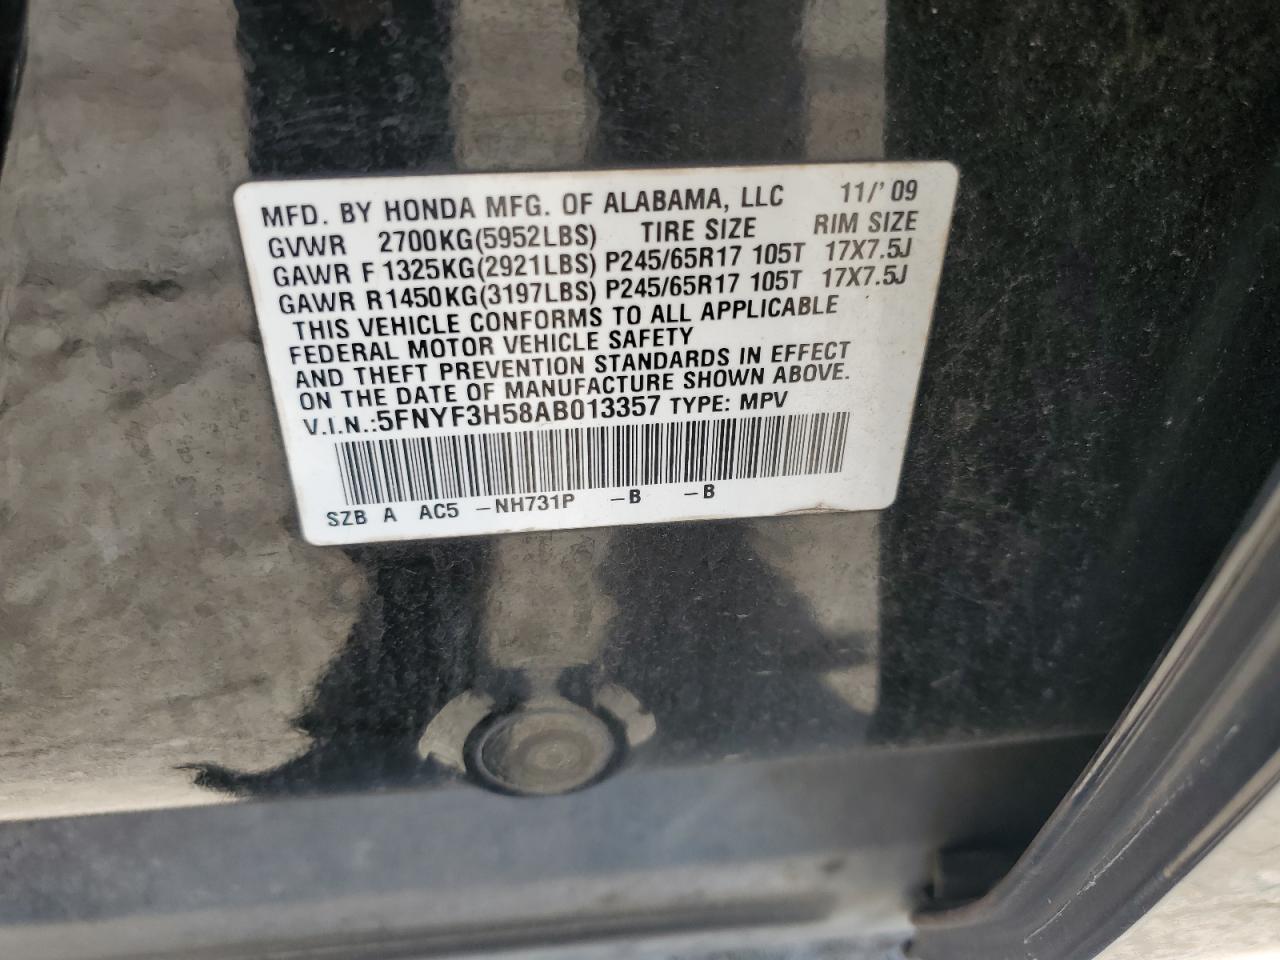 MFD. BY HONDA MFG. OF ALABAMA, LLC 11/'09
GVWR 2700KG(5952LBS) TIRE SIZE RIM SIZE
GAWR F 1325KG(2921LBS) P245/65R17 105T 17X7.5J
GAWR R1450KG(3197LBS) P245/65R17 105T 17X7.5J
THIS VEHICLE CONFORMS TO ALL APPLICABLE
FEDERAL MOTOR VEHICLE SAFETY
AND THEFT PREVENTION STANDARDS IN EFFECT
ON THE DATE OF MANUFACTURE SHOWN ABOVE.
V.I.N.:5FNYF3H58AB013357 TYPE: MPV
SZB A AC5 -NH731P -B -B